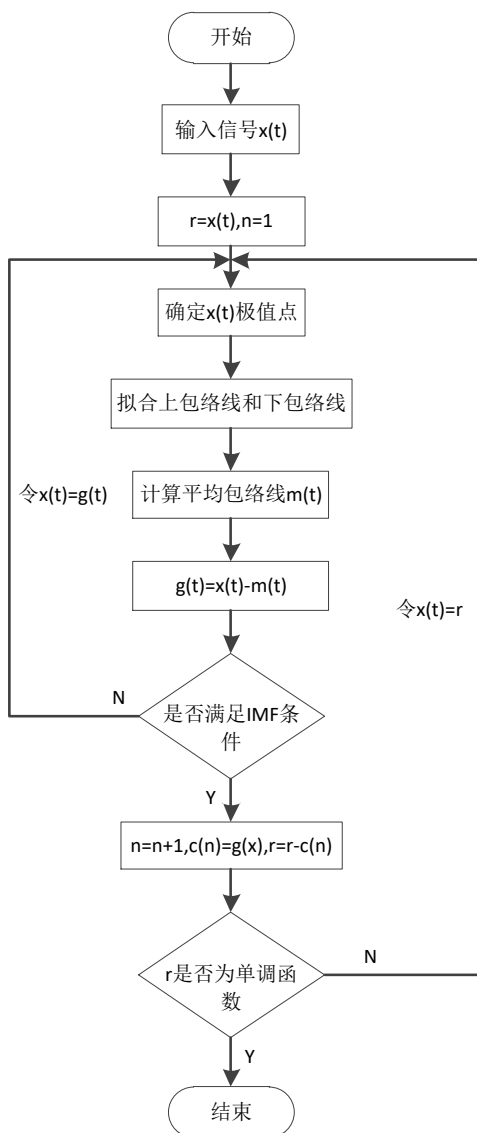 开始
输入信号x(t)
r=x(t),n=1
确定x(t)极值点
拟合上包络线和下包络线
令x(t)=g(t)
计算平均包络线m(t)
g(t)=x(t)-m(t)
令x(t)=r
N
是否满足IMF条
件
Y
n=n+1,c(n)=g(x),r=r-c(n)
r是否为单调函
数
N
Y
结束